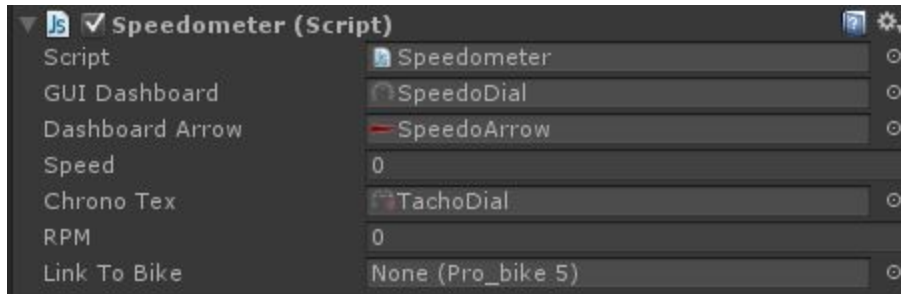 Js Speedometer (Script)
Script Speedometer
GUI Dashboard SpeedoDial
Dashboard Arrow SpeedoArrow
Speed 0
Chrono Tex TachoDial
RPM 0
Link To Bike None (Pro_bike 5)